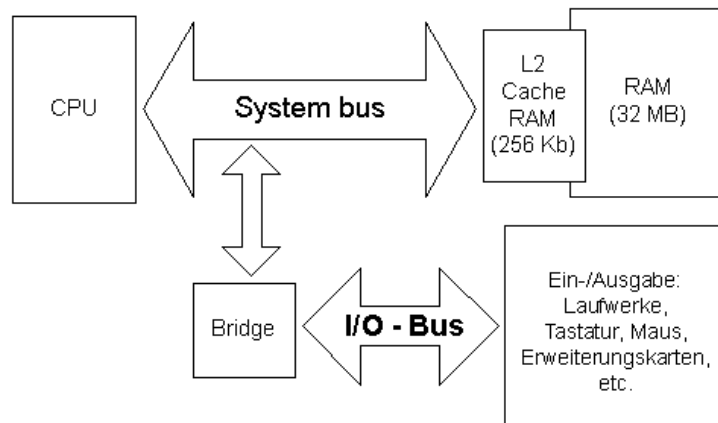 CPU
System bus
L2
Cache
RAM
(256 Kb)
RAM
(32 MB)
Bridge
I/O - Bus
Ein-/Ausgabe:
Laufwerke,
Tastatur, Maus,
Erweiterungskarten,
etc.